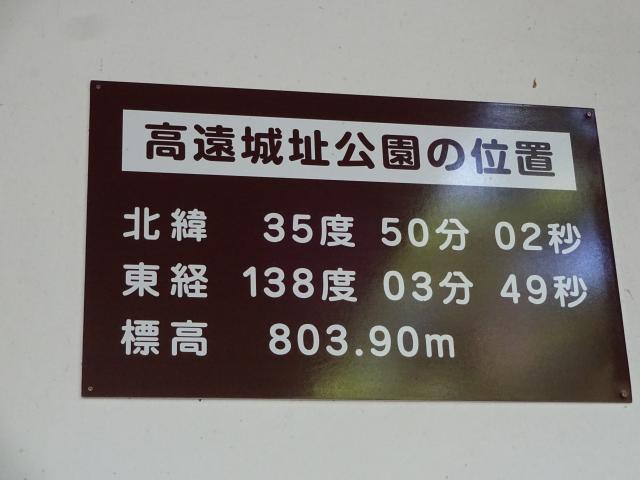 高遠城址公園の位置
北緯 35度 50分 02秒
東経 138度 03分 49秒
標高 803.90m